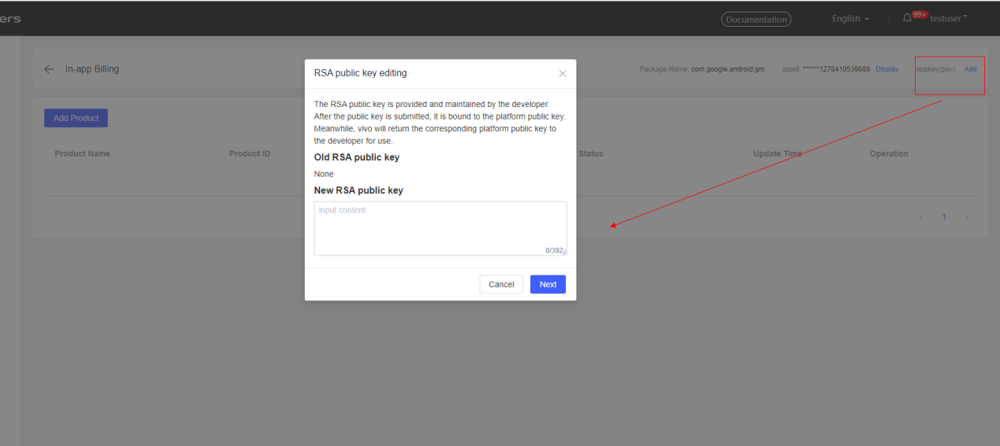 ers
Documentation
English
99+
testuser
In-app Billing
Package Name: com.google.android.gm
appid: ******1278410539889 Display
appkey(pay): Add
RSA public key editing
The RSA public key is provided and maintained by the developer.
After the public key is submitted, it is bound to the platform public key.
Meanwhile, vivo will return the corresponding platform public key to
the developer for use.
Old RSA public key
None
New RSA public key
input content
0/392
Cancel
Next
Add Product
Product Name
Product ID
Status
Update Time
Operation
< 1 >